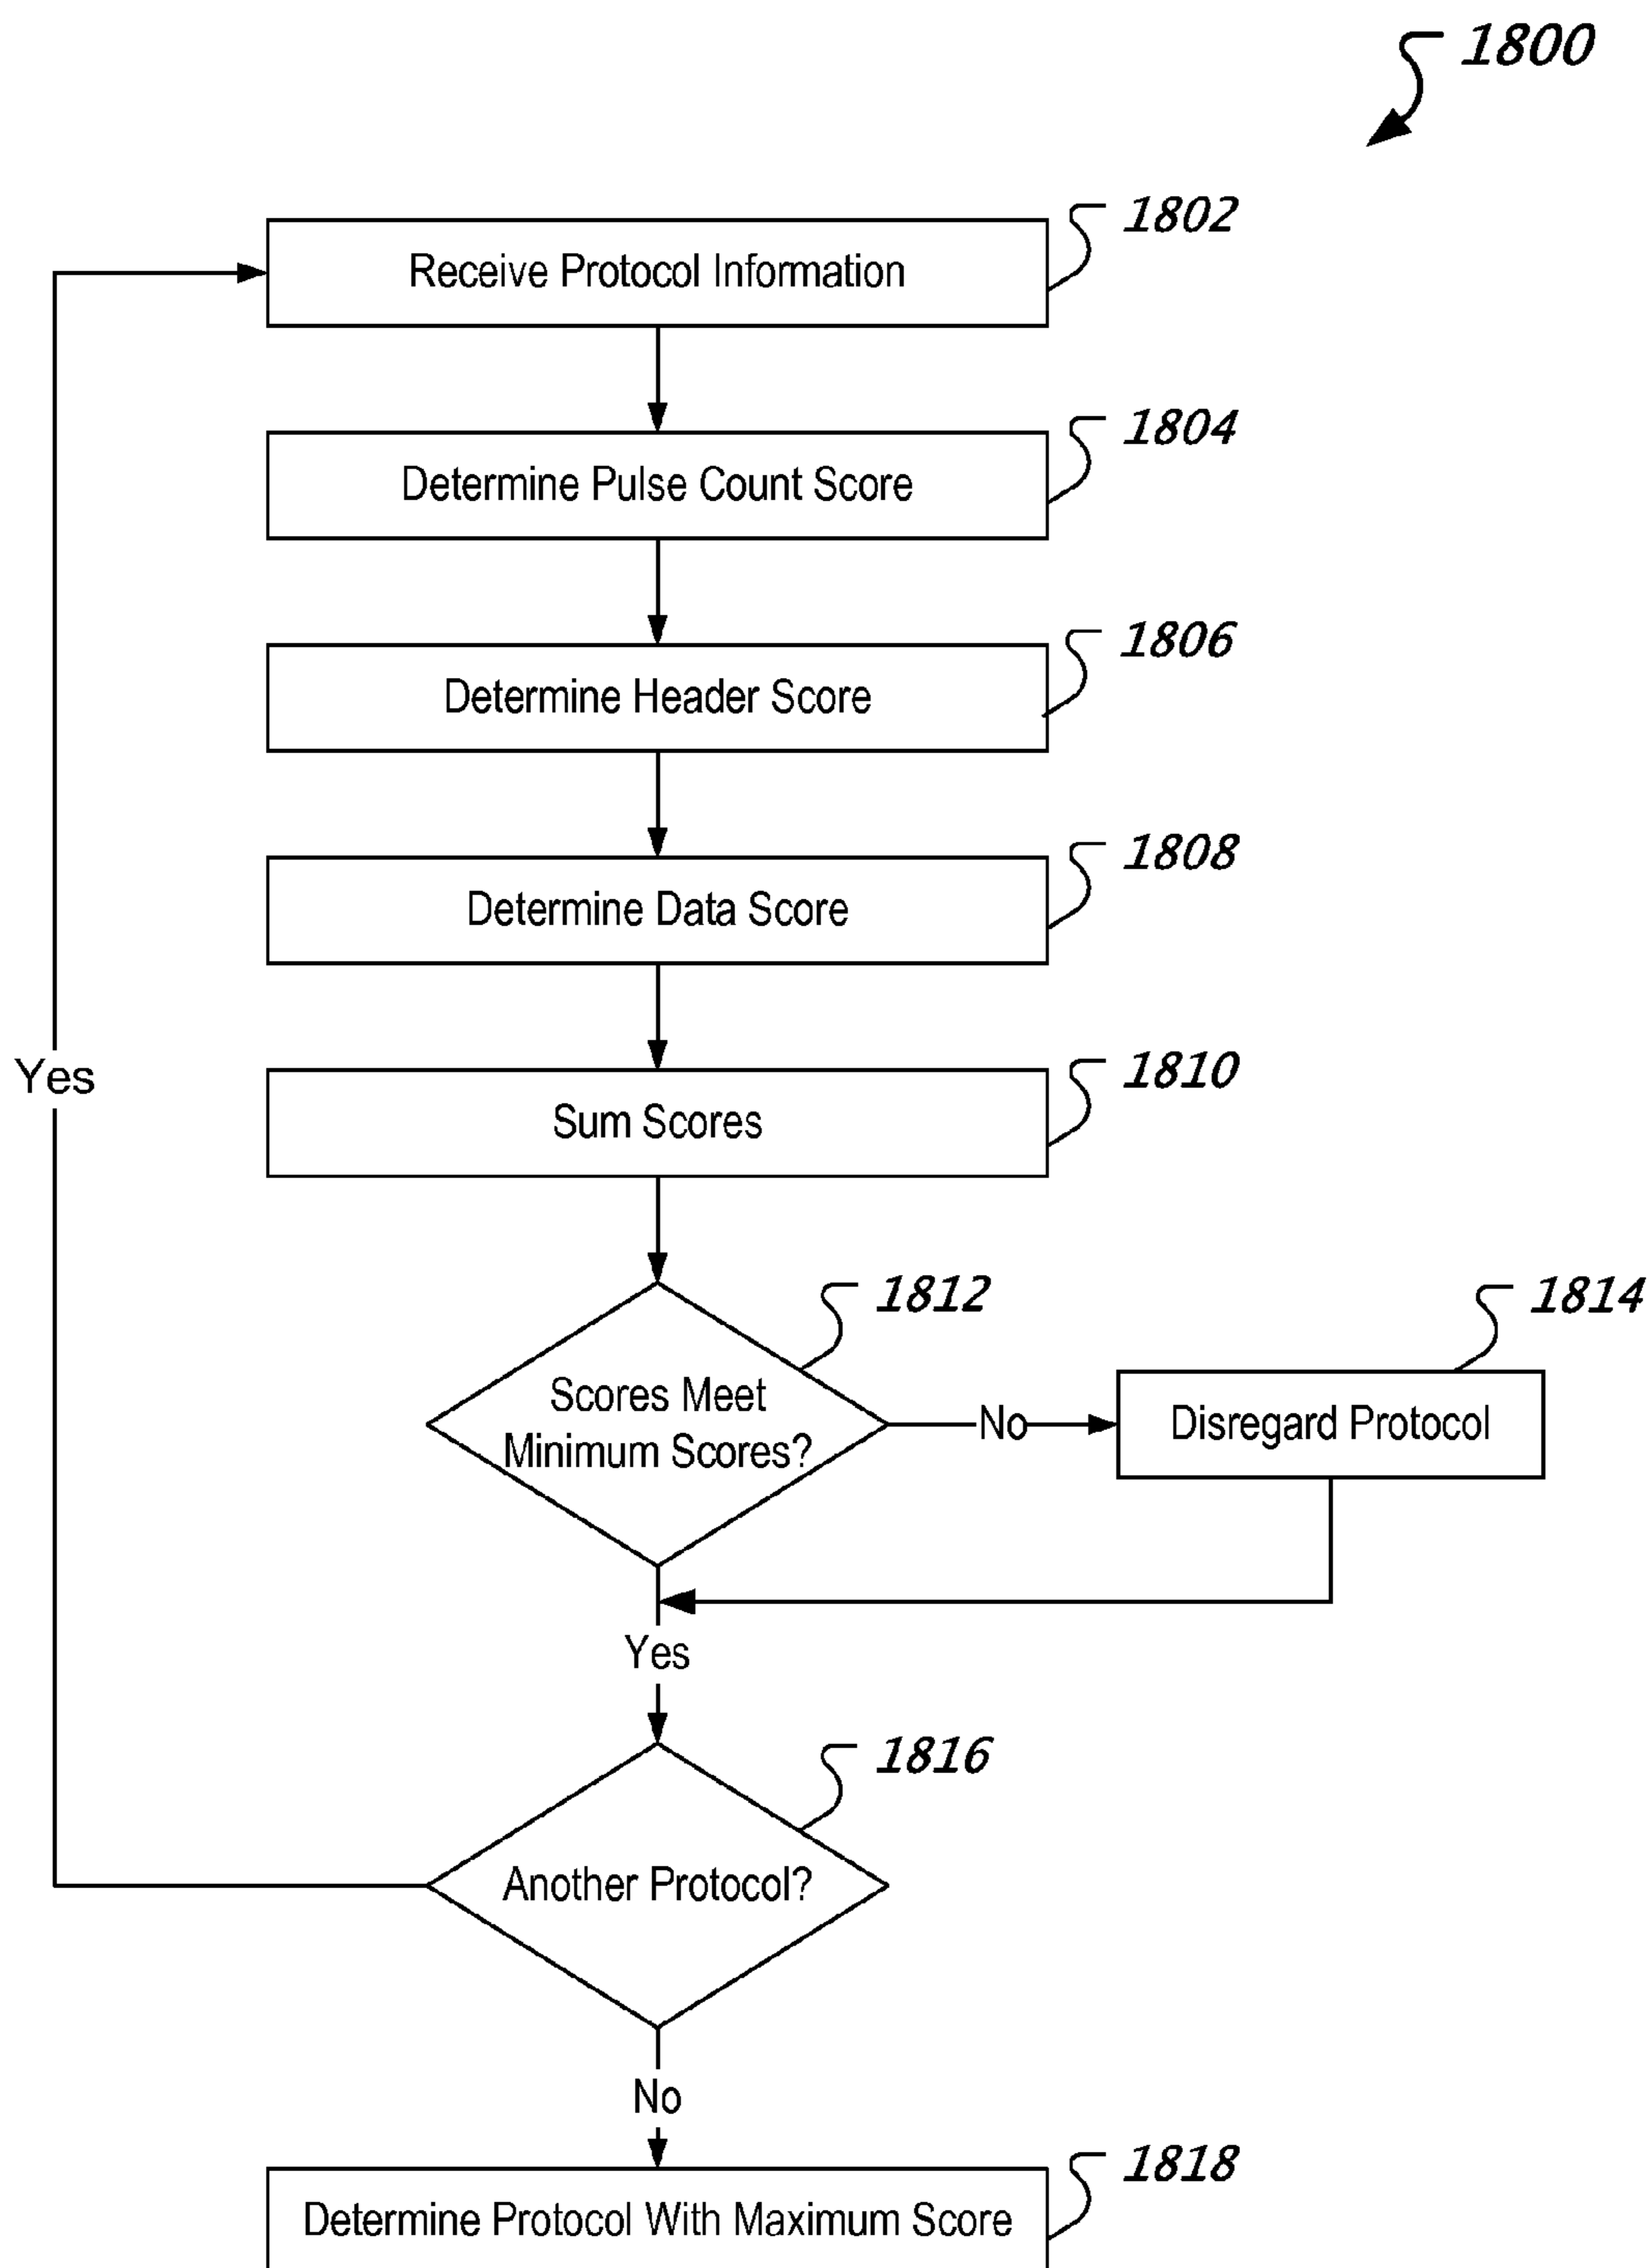 1800
1802
Receive Protocol Information
1804
Determine Pulse Count Score
1806
Determine Header Score
1808
Determine Data Score
Yes
1810
Sum Scores
1812
1814
Scores Meet
Minimum Scores?
No
Disregard Protocol
Yes
1816
Another Protocol?
No
1818
Determine Protocol With Maximum Score